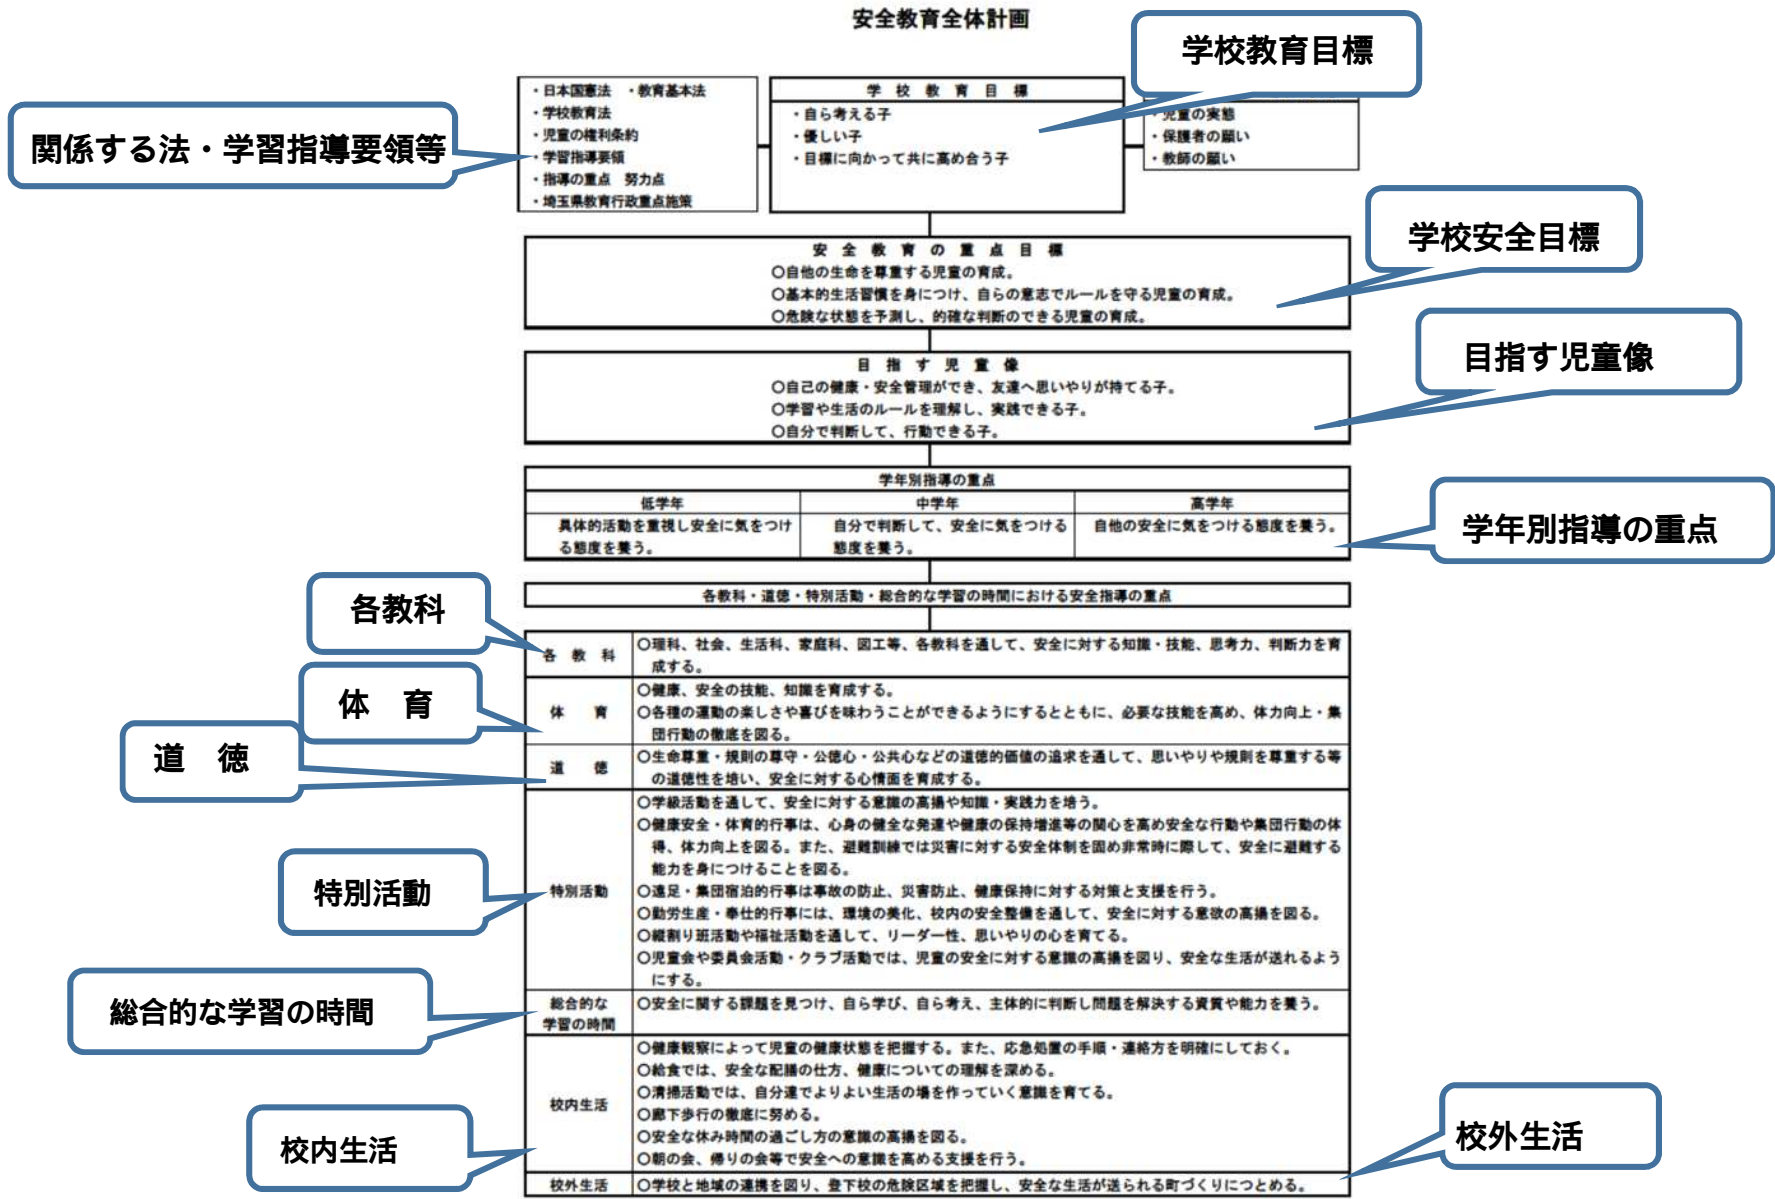 安全教育全体計画
学校教育目標
関係する法・学習指導要領等
・日本国憲法　・教育基本法
・学校教育法
・児童の権利条約
・学習指導要領
・指導の重点　努力点
・埼玉県教育行政重点施策
学　校　教　育　目　標
・自ら考える子
・優しい子
・目標に向かって共に高め合う子
・児童の実態
・保護者の願い
・教師の願い
学校安全目標
安　全　教　育　の　重　点　目　標
〇自他の生命を尊重する児童の育成。
〇基本的生活習慣を身につけ、自らの意志でルールを守る児童の育成。
〇危険な状態を予測し、的確な判断のできる児童の育成。
目指す児童像
目　指　す　児　童　像
〇自己の健康・安全管理ができ、友達へ思いやりが持てる子。
〇学習や生活のルールを理解し、実践できる子。
〇自分で判断して、行動できる子。
学年別指導の重点
学年別指導の重点
低学年
具体的活動を重視し安全に気をつけ
る態度を養う。
中学年
自分で判断して、安全に気をつける
態度を養う。
高学年
自他の安全に気をつける態度を養う。
各教科・道徳・特別活動・総合的な学習の時間における安全指導の重点
各教科
各　教　科
〇理科、社会、生活科、家庭科、図工等、各教科を通して、安全に対する知識・技能、思考力、判断力を育
成する。
体　育
体　　育
〇健康、安全の技能、知識を育成する。
〇各種の運動の楽しさや喜びを味わうことができるようにするとともに、必要な技能を高め、体力向上・集
団行動の徹底を図る。
道　徳
道　　徳
〇生命尊重・規則の尊守・公徳心・公共心などの道徳的価値の追求を通して、思いやりや規則を尊重する等
の道徳性を培い、安全に対する心情面を育成する。
特別活動
特別活動
〇学級活動を通して、安全に対する意識の高揚や知識・実践力を培う。
〇健康安全・体育的行事は、心身の健全な発達や健康の保持増進等の関心を高め安全な行動や集団行動の体
得、体力向上を図る。また、避難訓練では災害に対する安全体制を固め非常時に際して、安全に避難する
能力を身につけることを図る。
〇遠足・集団宿泊的行事は事故の防止、災害防止、健康保持に対する対策と支援を行う。
〇勤労生産・奉仕的行事には、環境の美化、校内の安全整備を通して、安全に対する意欲の高揚を図る。
〇縦割り班活動や福祉活動を通して、リーダー性、思いやりの心を育てる。
〇児童会や委員会活動・クラブ活動では、児童の安全に対する意識の高揚を図り、安全な生活が送れるよう
にする。
総合的な学習の時間
総合的な
学習の時間
〇安全に関する課題を見つけ、自ら学び、自ら考え、主体的に判断し問題を解決する資質や能力を養う。
校内生活
校内生活
〇健康観察によって児童の健康状態を把握する。また、応急処置の手順・連絡方を明確にしておく。
〇給食では、安全な配膳の仕方、健康についての理解を深める。
〇清掃活動では、自分達でよりよい生活の場を作っていく意識を育てる。
〇廊下歩行の徹底に努める。
〇安全な休み時間の過ごし方の意識の高揚を図る。
〇朝の会、帰りの会等で安全への意識を高める支援を行う。
校外生活
校外生活
〇学校と地域の連携を図り、登下校の危険区域を把握し、安全な生活が送られる町づくりにつとめる。